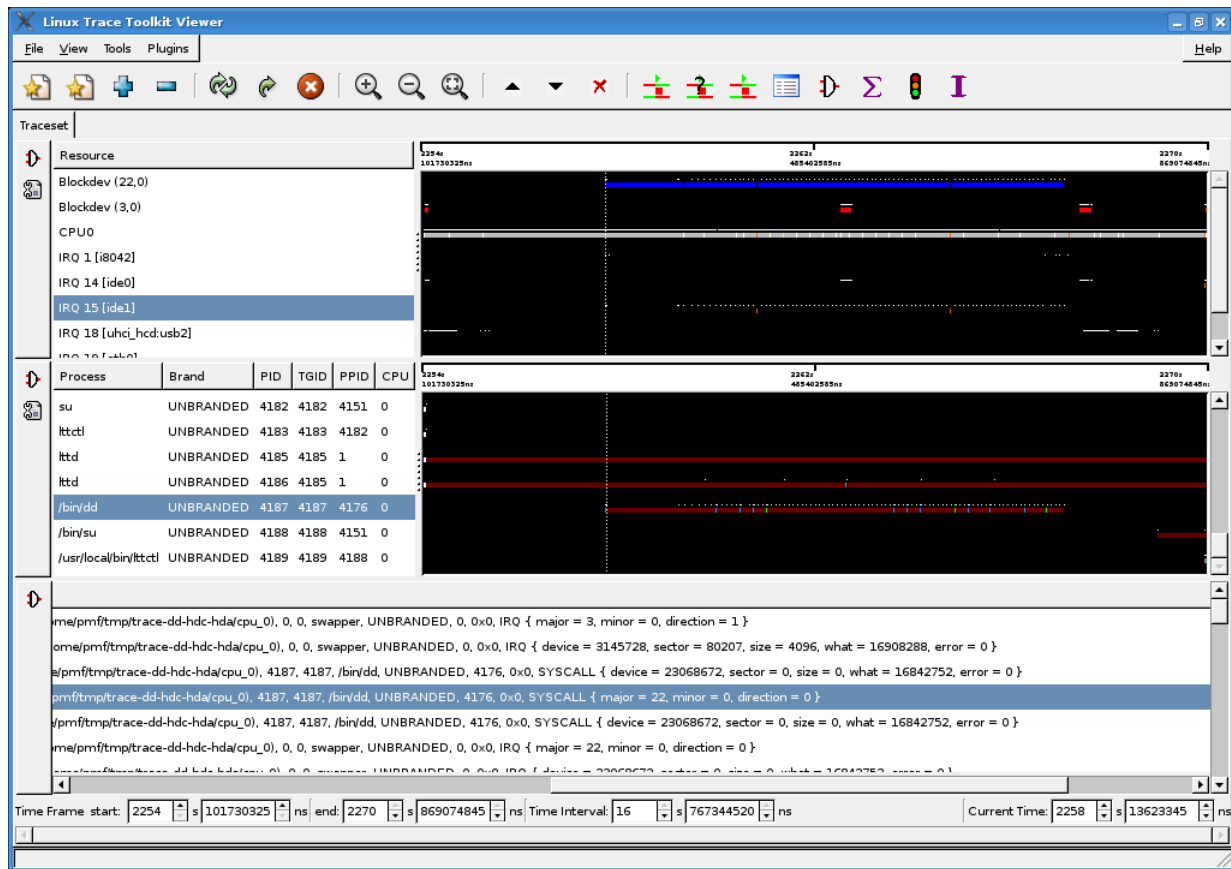 Linux Trace Toolkit Viewer
File View Tools Plugins Help
Traceset
Resource
2254s 2262s 2270s
101730325ns 485402585ns 869074845ns
Blockdev (22,0)
Blockdev (3,0)
CPU0
IRQ 1 [i8042]
IRQ 14 [ide0]
IRQ 15 [ide1]
IRQ 18 [uhci_hcd:usb2]
Process Brand PID TGID PPID CPU
2254s 2262s 2270s
101730325ns 485402585ns 869074845ns
su UNBRANDED 4182 4182 4151 0
lttctl UNBRANDED 4183 4183 4182 0
lttd UNBRANDED 4185 4185 1 0
lttd UNBRANDED 4186 4185 1 0
/bin/dd UNBRANDED 4187 4187 4176 0
/bin/su UNBRANDED 4188 4188 4151 0
/usr/local/bin/lttctl UNBRANDED 4189 4189 4188 0
ome/pmf/tmp/trace-dd-hdc-hda/cpu_0), 0, 0, swapper, UNBRANDED, 0, 0x0, IRQ { major = 3, minor = 0, direction = 1 }
ome/pmf/tmp/trace-dd-hdc-hda/cpu_0), 0, 0, swapper, UNBRANDED, 0, 0x0, IRQ { device = 3145728, sector = 80207, size = 4096, what = 16908288, error = 0 }
e/pmf/tmp/trace-dd-hdc-hda/cpu_0), 4187, 4187, /bin/dd, UNBRANDED, 4176, 0x0, SYSCALL { device = 23068672, sector = 0, size = 0, what = 16842752, error = 0 }
pmf/tmp/trace-dd-hdc-hda/cpu_0), 4187, 4187, /bin/dd, UNBRANDED, 4176, 0x0, SYSCALL { major = 22, minor = 0, direction = 0 }
/pmf/tmp/trace-dd-hdc-hda/cpu_0), 4187, 4187, /bin/dd, UNBRANDED, 4176, 0x0, SYSCALL { device = 23068672, sector = 0, size = 0, what = 16842752, error = 0 }
ome/pmf/tmp/trace-dd-hdc-hda/cpu_0), 0, 0, swapper, UNBRANDED, 0, 0x0, IRQ { major = 22, minor = 0, direction = 0 }
Time Frame start: 2254 s 101730325 ns end: 2270 s 869074845 ns Time Interval: 16 s 767344520 ns Current Time: 2258 s 13623345 ns